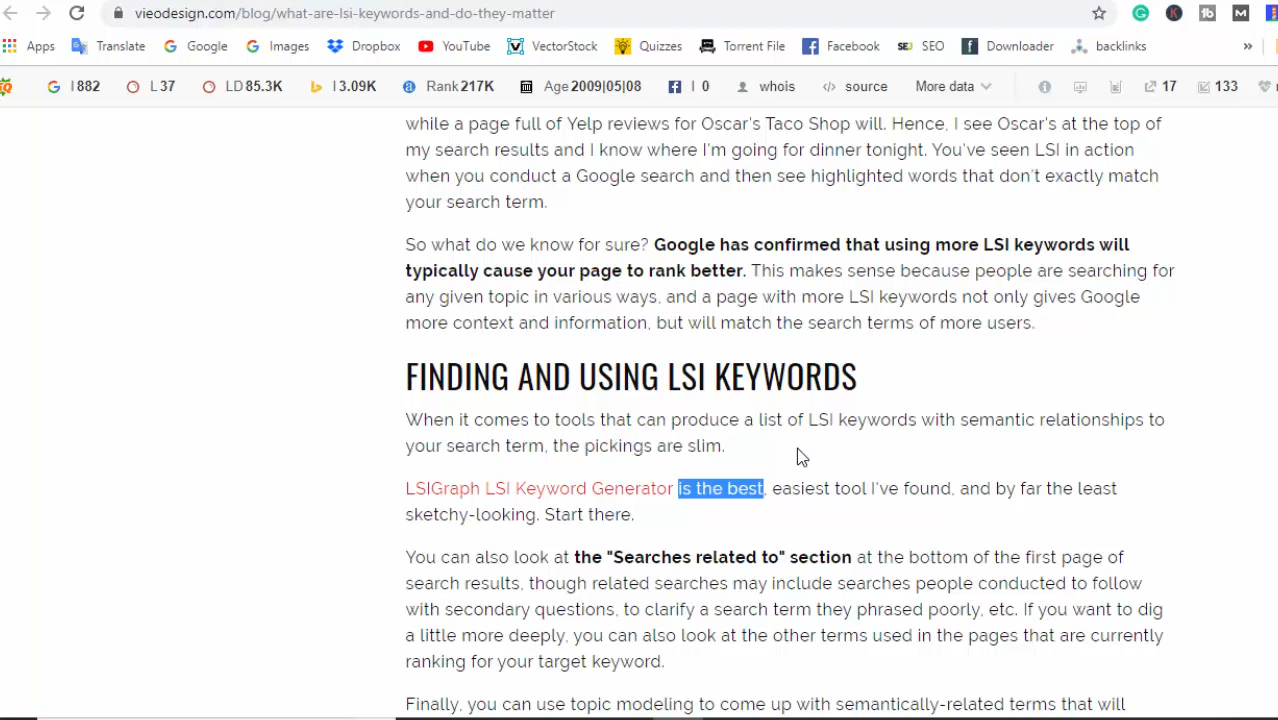 vieodesign.com/blog/what-are-lsi-keywords-and-do-they-matter
Apps Translate Google Images Dropbox YouTube VectorStock Quizzes Torrent File Facebook SEO Downloader backlinks »
I 882 L 37 LD 85.3K I 3.09K Rank 217K Age 2009|05|08 I 0 whois source More data 17 133
while a page full of Yelp reviews for Oscar's Taco Shop will. Hence, I see Oscar's at the top of
my search results and I know where I'm going for dinner tonight. You've seen LSI in action
when you conduct a Google search and then see highlighted words that don't exactly match
your search term.
So what do we know for sure? Google has confirmed that using more LSI keywords will
typically cause your page to rank better. This makes sense because people are searching for
any given topic in various ways, and a page with more LSI keywords not only gives Google
more context and information, but will match the search terms of more users.
FINDING AND USING LSI KEYWORDS
When it comes to tools that can produce a list of LSI keywords with semantic relationships to
your search term, the pickings are slim.
LSIGraph LSI Keyword Generator is the best, easiest tool I've found, and by far the least
sketchy-looking. Start there.
You can also look at the "Searches related to" section at the bottom of the first page of
search results, though related searches may include searches people conducted to follow
with secondary questions, to clarify a search term they phrased poorly, etc. If you want to dig
a little more deeply, you can also look at the other terms used in the pages that are currently
ranking for your target keyword.
Finally, you can use topic modeling to come up with semantically-related terms that will